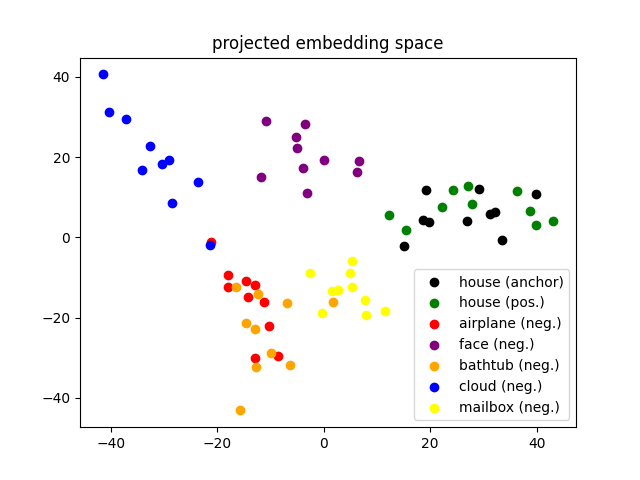 projected embedding space
40
20
0
−20
−40
−40
−20
0
20
40
house (anchor)
house (pos.)
airplane (neg.)
face (neg.)
bathtub (neg.)
cloud (neg.)
mailbox (neg.)